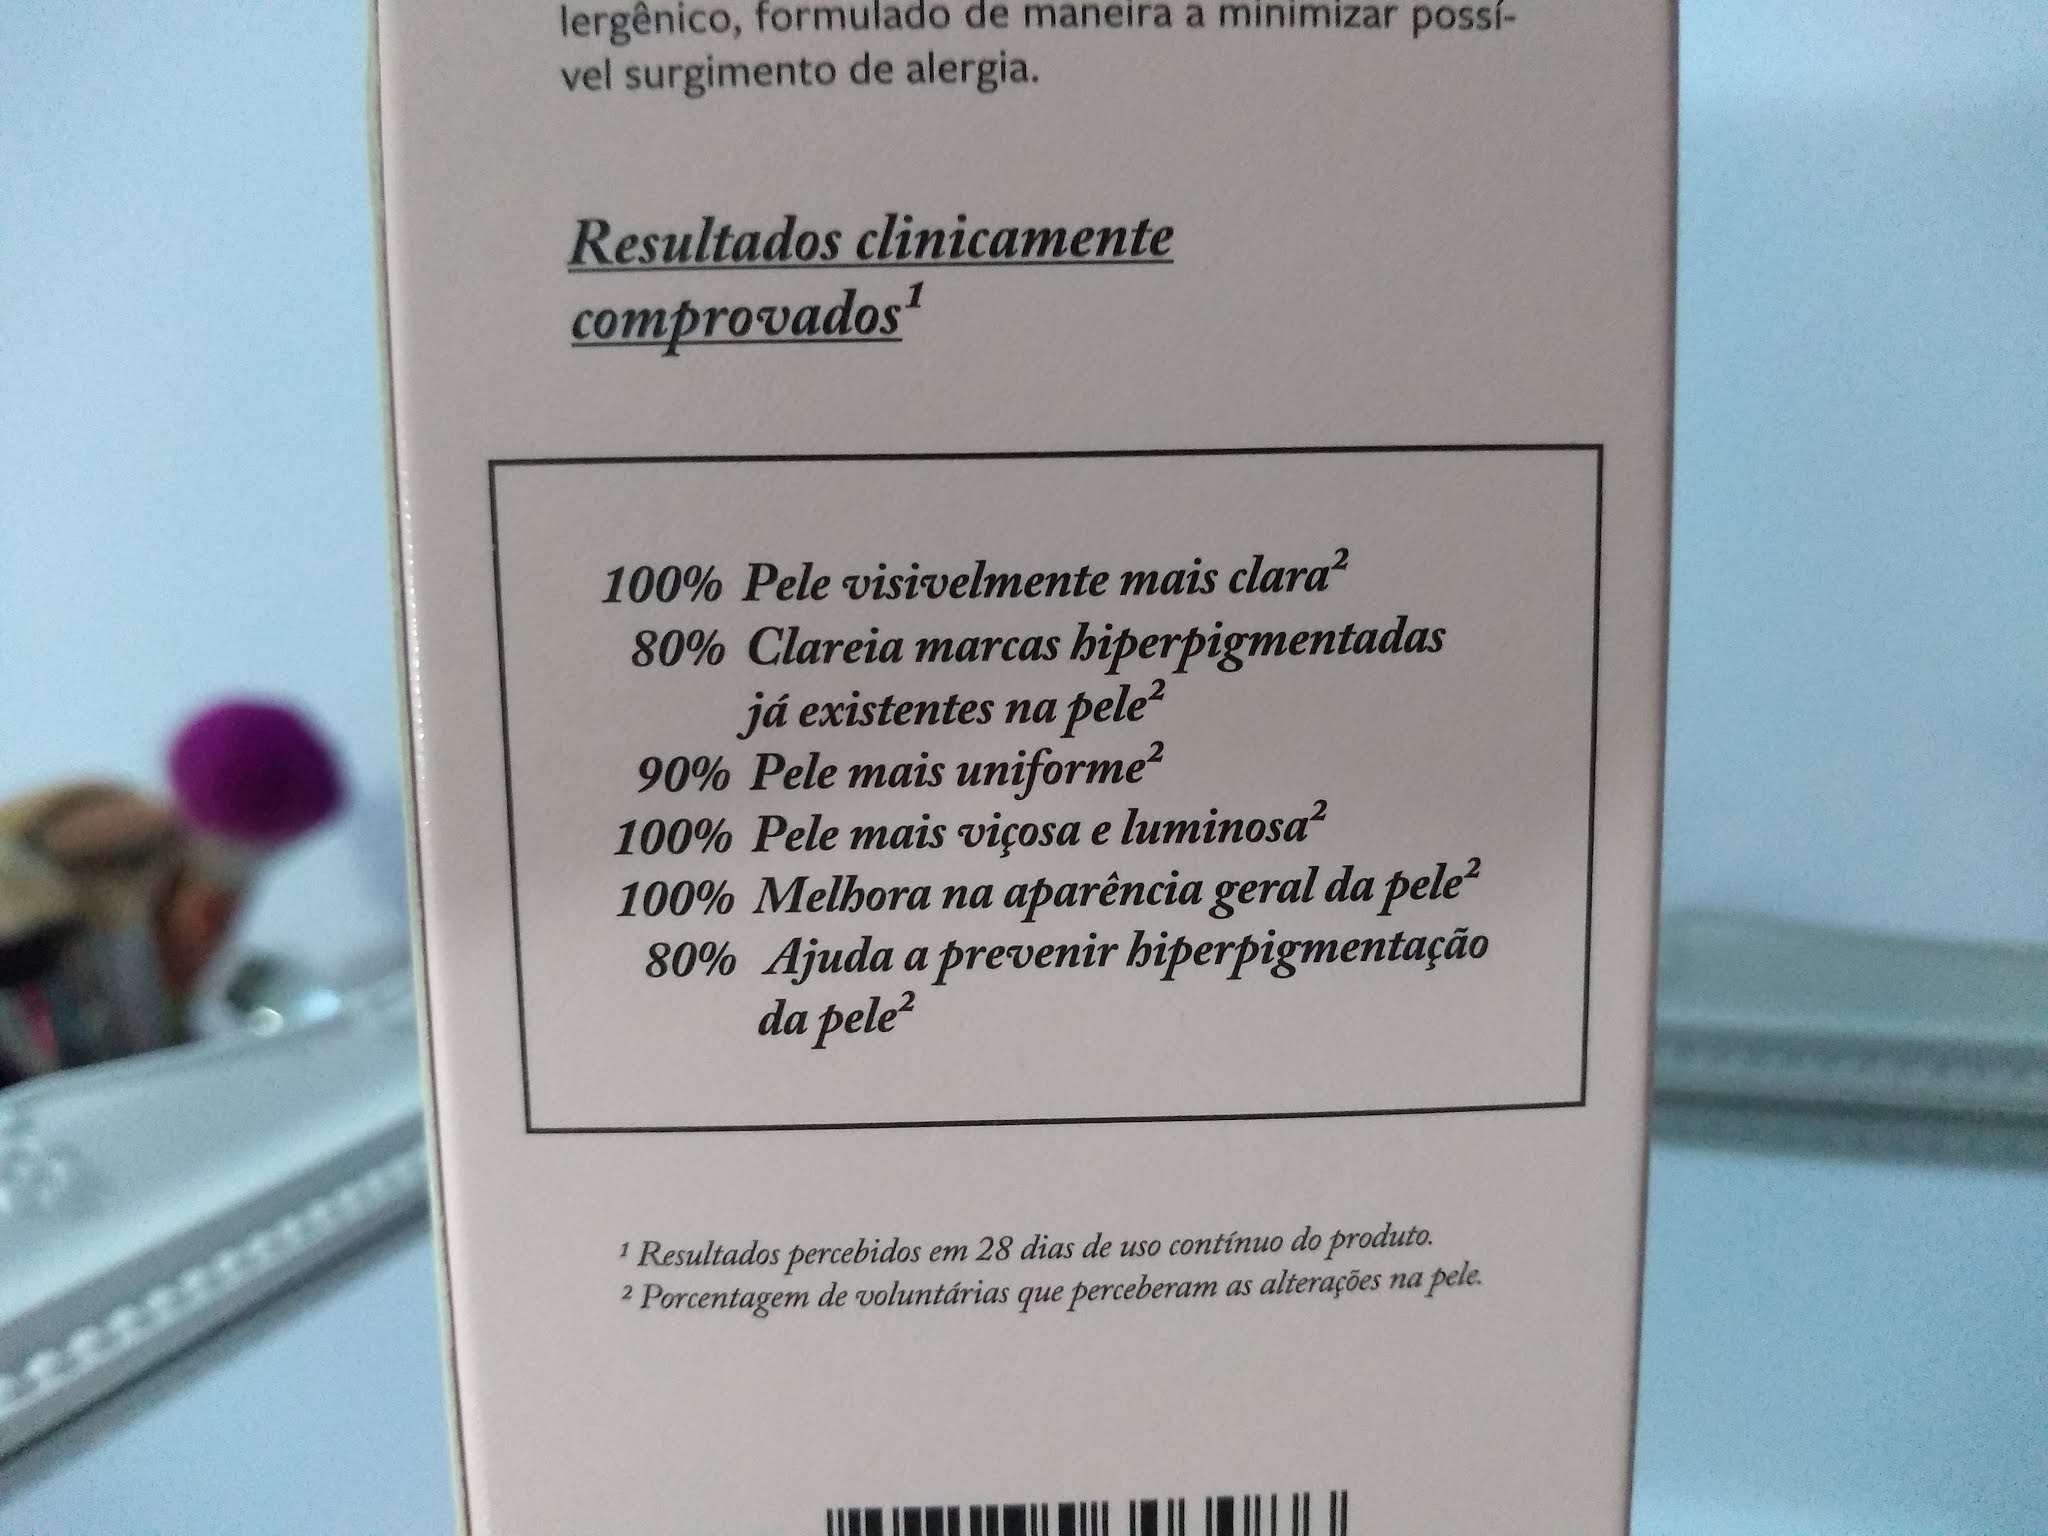 lergênico, formulado de maneira a minimizar possí-
vel surgimento de alergia.
Resultados clinicamente
comprovados¹
100% Pele visivelmente mais clara²
80% Clareia marcas hiperpigmentadas
já existentes na pele²
90% Pele mais uniforme²
100% Pele mais viçosa e luminosa²
100% Melhora na aparência geral da pele²
80% Ajuda a prevenir hiperpigmentação
da pele²
¹ Resultados percebidos em 28 dias de uso contínuo do produto.
² Porcentagem de voluntárias que perceberam as alterações na pele.